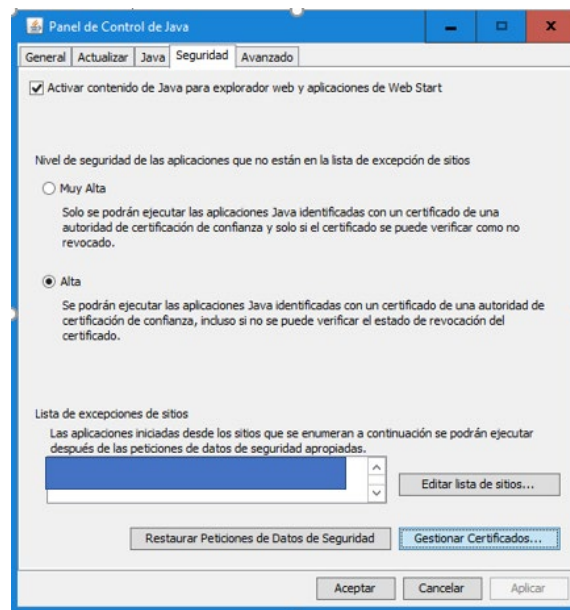 Panel de Control de Java
General Actualizar Java Seguridad Avanzado
Activar contenido de Java para explorador web y aplicaciones de Web Start
Nivel de seguridad de las aplicaciones que no están en la lista de excepción de sitios
Muy Alta
Solo se podrán ejecutar las aplicaciones Java identificadas con un certificado de una
autoridad de certificación de confianza y solo si el certificado se puede verificar como no
revocado.
Alta
Se podrán ejecutar las aplicaciones Java identificadas con un certificado de una autoridad de
certificación de confianza, incluso si no se puede verificar el estado de revocación del
certificado.
Lista de excepciones de sitios
Las aplicaciones iniciadas desde los sitios que se enumeran a continuación se podrán ejecutar
después de las peticiones de datos de seguridad apropiadas.
Editar lista de sitios...
Restaurar Peticiones de Datos de Seguridad Gestionar Certificados...
Aceptar Cancelar Aplicar